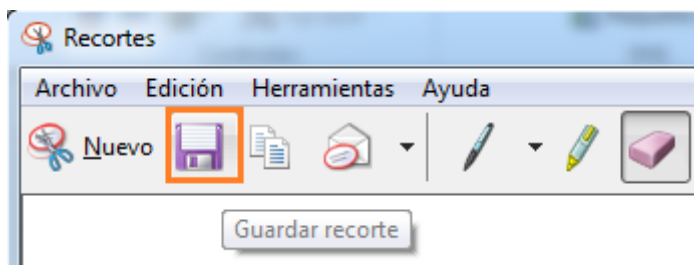 Recortes
Archivo Edición Herramientas Ayuda
Nuevo
Guardar recorte